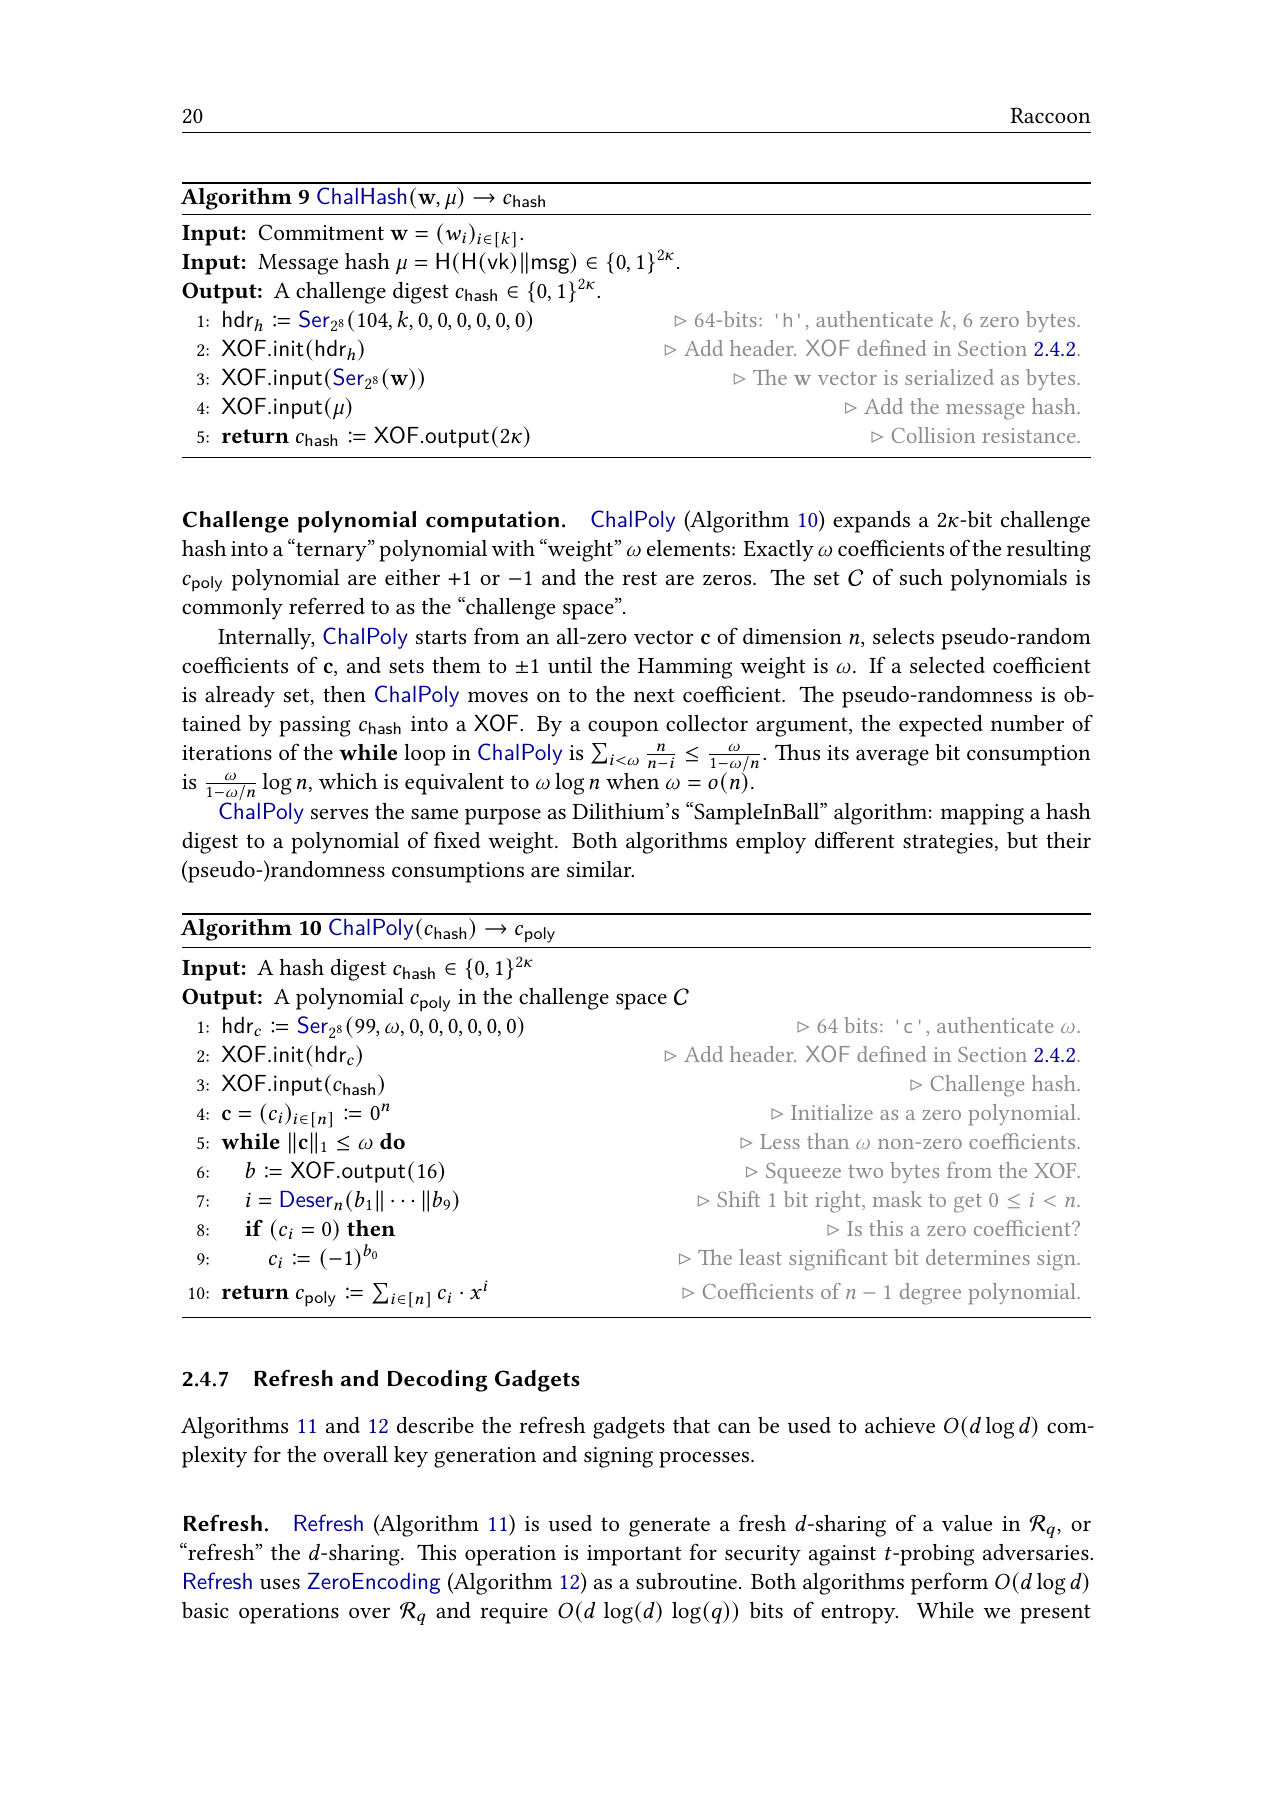 20 Raccoon
Algorithm 9 ChalHash(w, μ) → c_hash
Input: Commitment w = (w_i)_{i∈[k]}.
Input: Message hash μ = H(H(vk)‖msg) ∈ {0, 1}^{2κ}.
Output: A challenge digest c_hash ∈ {0, 1}^{2κ}.
1: hdr_h := Ser_{2^8}(104, k, 0, 0, 0, 0, 0, 0) ▷ 64-bits: 'h', authenticate k, 6 zero bytes.
2: XOF.init(hdr_h) ▷ Add header. XOF defined in Section 2.4.2.
3: XOF.input(Ser_{2^8}(w)) ▷ The w vector is serialized as bytes.
4: XOF.input(μ) ▷ Add the message hash.
5: return c_hash := XOF.output(2κ) ▷ Collision resistance.
Challenge polynomial computation. ChalPoly (Algorithm 10) expands a 2κ-bit challenge
hash into a “ternary” polynomial with “weight” ω elements: Exactly ω coefficients of the resulting
c_poly polynomial are either +1 or −1 and the rest are zeros. The set C of such polynomials is
commonly referred to as the “challenge space”.
Internally, ChalPoly starts from an all-zero vector c of dimension n, selects pseudo-random
coefficients of c, and sets them to ±1 until the Hamming weight is ω. If a selected coefficient
is already set, then ChalPoly moves on to the next coefficient. The pseudo-randomness is ob-
tained by passing c_hash into a XOF. By a coupon collector argument, the expected number of
iterations of the while loop in ChalPoly is ∑_{i<ω} n/(n−i) ≤ ω/(1−ω/n). Thus its average bit consumption
is ω/(1−ω/n) log n, which is equivalent to ω log n when ω = o(n).
ChalPoly serves the same purpose as Dilithium’s “SampleInBall” algorithm: mapping a hash
digest to a polynomial of fixed weight. Both algorithms employ different strategies, but their
(pseudo-)randomness consumptions are similar.
Algorithm 10 ChalPoly(c_hash) → c_poly
Input: A hash digest c_hash ∈ {0, 1}^{2κ}
Output: A polynomial c_poly in the challenge space C
1: hdr_c := Ser_{2^8}(99, ω, 0, 0, 0, 0, 0, 0) ▷ 64 bits: 'c', authenticate ω.
2: XOF.init(hdr_c) ▷ Add header. XOF defined in Section 2.4.2.
3: XOF.input(c_hash) ▷ Challenge hash.
4: c = (c_i)_{i∈[n]} := 0^n ▷ Initialize as a zero polynomial.
5: while ‖c‖_1 ≤ ω do ▷ Less than ω non-zero coefficients.
6: b := XOF.output(16) ▷ Squeeze two bytes from the XOF.
7: i = Deser_n(b_1‖ · · · ‖b_9) ▷ Shift 1 bit right, mask to get 0 ≤ i < n.
8: if (c_i = 0) then ▷ Is this a zero coefficient?
9: c_i := (−1)^{b_0} ▷ The least significant bit determines sign.
10: return c_poly := ∑_{i∈[n]} c_i · x^i ▷ Coefficients of n − 1 degree polynomial.
2.4.7 Refresh and Decoding Gadgets
Algorithms 11 and 12 describe the refresh gadgets that can be used to achieve O(d log d) com-
plexity for the overall key generation and signing processes.
Refresh. Refresh (Algorithm 11) is used to generate a fresh d-sharing of a value in R_q, or
“refresh” the d-sharing. This operation is important for security against t-probing adversaries.
Refresh uses ZeroEncoding (Algorithm 12) as a subroutine. Both algorithms perform O(d log d)
basic operations over R_q and require O(d log(d) log(q)) bits of entropy. While we present